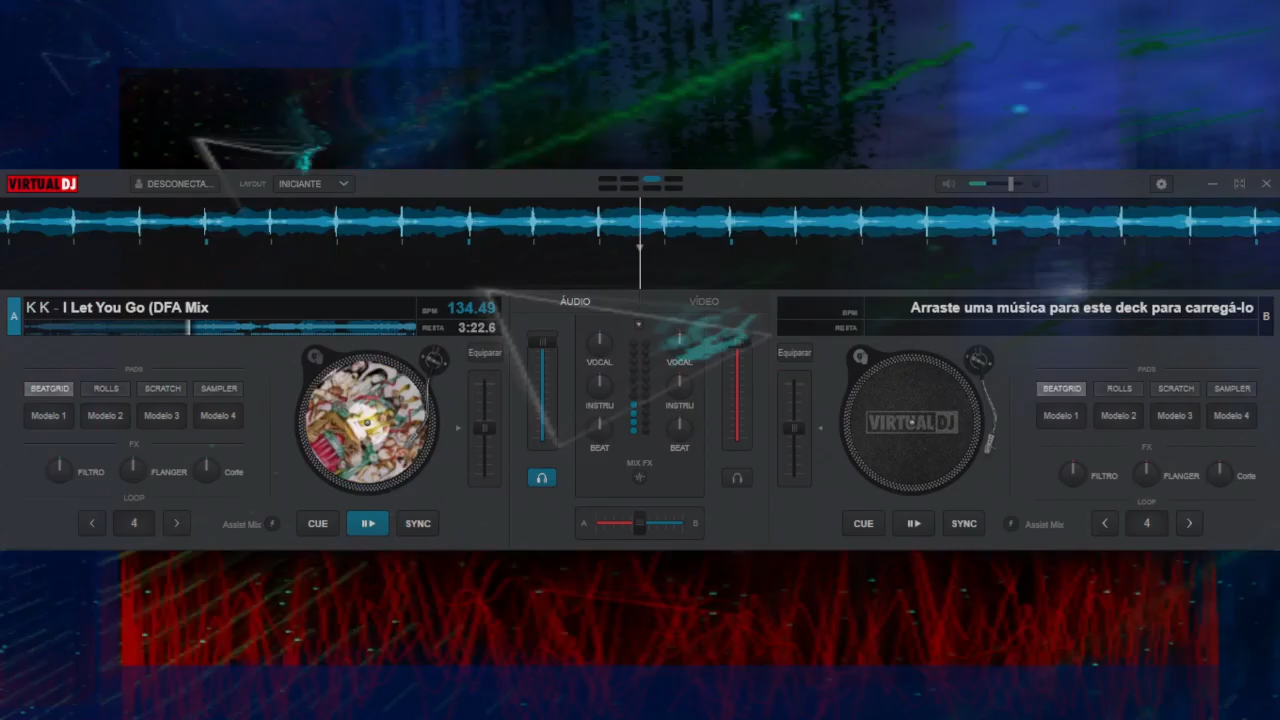 VIRTUAL DJ
DESCONECTA...
LAYOUT
INICIANTE
A
K K - I Let You Go (DFA Mix
BPM
134.49
RESTA
3:22.6
ÁUDIO
VÍDEO
BPM
RESTA
Arraste uma música para este deck para carregá-lo
B
Equiparar
VOCAL
INSTRU
BEAT
VOCAL
INSTRU
BEAT
MIX FX
Equiparar
A
B
PADS
BEATGRID
ROLLS
SCRATCH
SAMPLER
Modelo 1
Modelo 2
Modelo 3
Modelo 4
FX
FILTRO
FLANGER
Corte
LOOP
4
Assist Mix
CUE
SYNC
VIRTUAL DJ
PADS
BEATGRID
ROLLS
SCRATCH
SAMPLER
Modelo 1
Modelo 2
Modelo 3
Modelo 4
FX
FILTRO
FLANGER
Corte
LOOP
CUE
SYNC
Assist Mix
4